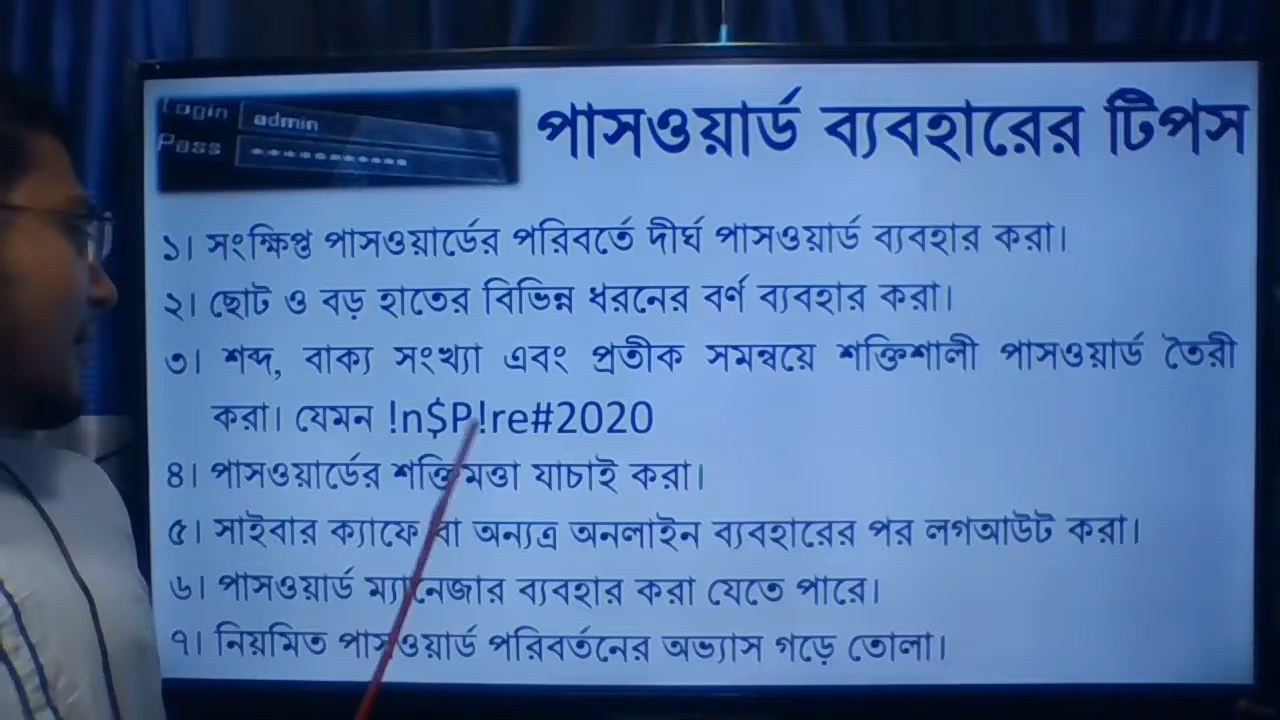 Login admin
Pass ***********
পাসওয়ার্ড ব্যবহারের টিপস
১। সংক্ষিপ্ত পাসওয়ার্ডের পরিবর্তে দীর্ঘ পাসওয়ার্ড ব্যবহার করা।
২। ছোট ও বড় হাতের বিভিন্ন ধরনের বর্ণ ব্যবহার করা।
৩। শব্দ, বাক্য সংখ্যা এবং প্রতীক সমন্বয়ে শক্তিশালী পাসওয়ার্ড তৈরী
করা। যেমন !n$P!re#2020
৪। পাসওয়ার্ডের শক্তিমত্তা যাচাই করা।
৫। সাইবার ক্যাফে বা অন্যত্র অনলাইন ব্যবহারের পর লগআউট করা।
৬। পাসওয়ার্ড ম্যানেজার ব্যবহার করা যেতে পারে।
৭। নিয়মিত পাসওয়ার্ড পরিবর্তনের অভ্যাস গড়ে তোলা।